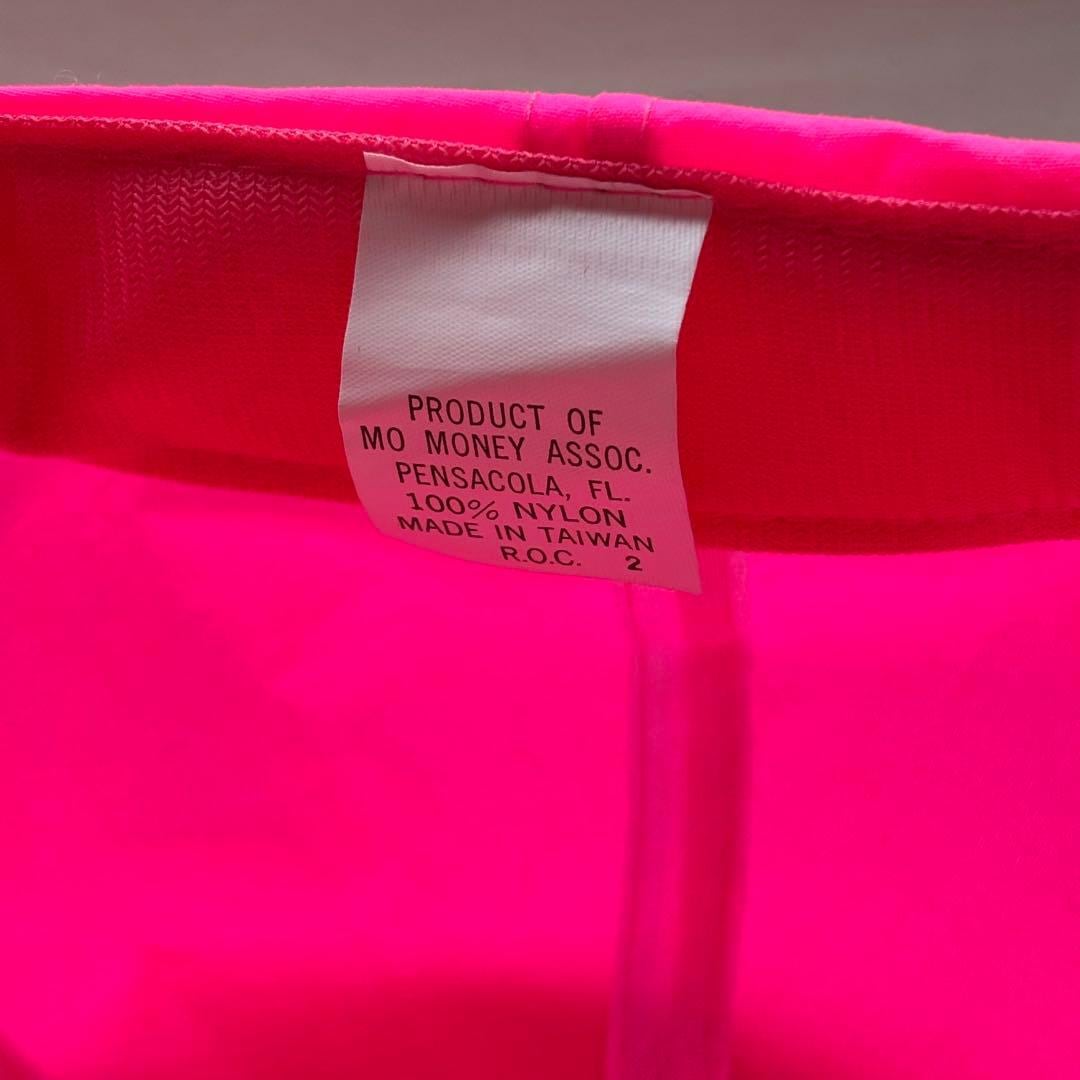 PRODUCT OF
MO MONEY ASSOC.
PENSACOLA, FL.
100% NYLON
MADE IN TAIWAN
R.O.C. 2